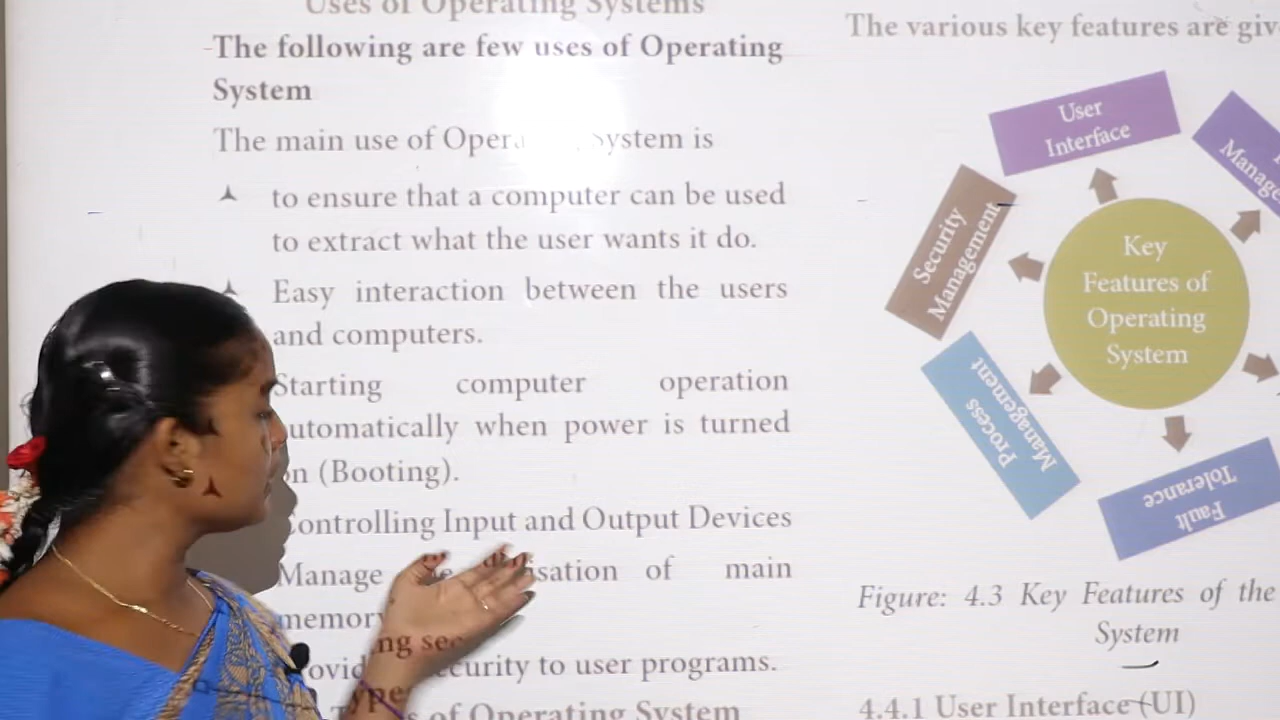 Uses of Operating Systems
The following are few uses of Operating
System
The main use of is
to ensure that a computer can be used
to extract what the user wants it do.
Easy interaction between the users
and computers.
Starting computer operation
automatically when power is turned
on (Booting).
Controlling Input and Output Devices
Manage of main
memory
security to user programs.
of Operating System
The various key features are
User
Interface
Security
Management
Process
Management
Fault
Tolerance
Key
Features of
Operating
System
Figure: 4.3 Key Features of the
System
4.4.1 User Interface (UI)